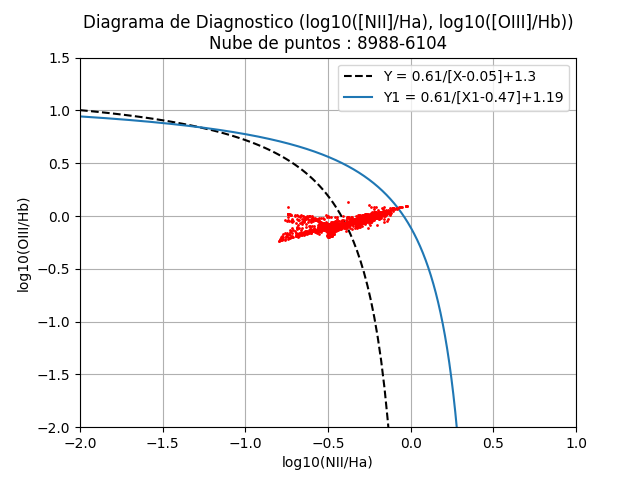 Diagrama de Diagnostico (log10([NII]/Ha), log10([OIII]/Hb))
Nube de puntos : 8988-6104
Y = 0.61/[X-0.05]+1.3
Y1 = 0.61/[X1-0.47]+1.19
log10(OIII/Hb)
1.5
1.0
0.5
0.0
−0.5
−1.0
−1.5
−2.0
−2.0 −1.5 −1.0 −0.5 0.0 0.5 1.0
log10(NII/Ha)